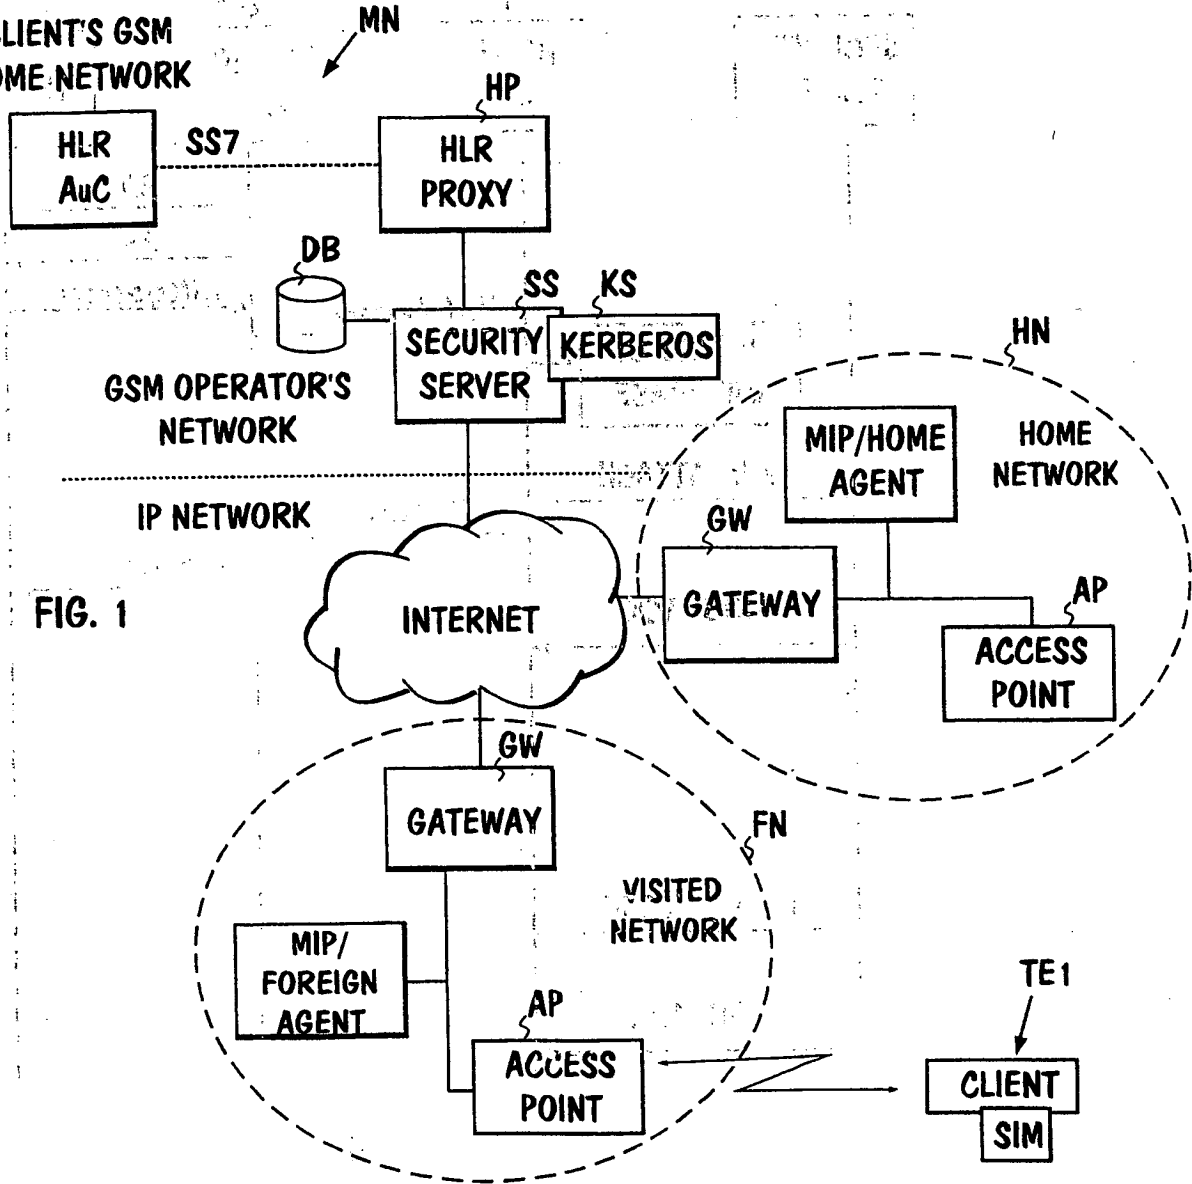 LIENT'S GSM
OME NETWORK
MN
HP
HLR
AuC
SS7
HLR
PROXY
DB
SS
KS
SECURITY
SERVER
KERBEROS
GSM OPERATOR'S
NETWORK
IP NETWORK
HN
MIP/HOME
AGENT
HOME
NETWORK
GW
GATEWAY
AP
ACCESS
POINT
FIG. 1
INTERNET
GW
GATEWAY
FN
VISITED
NETWORK
MIP/
FOREIGN
AGENT
AP
ACCESS
POINT
TE1
CLIENT
SIM